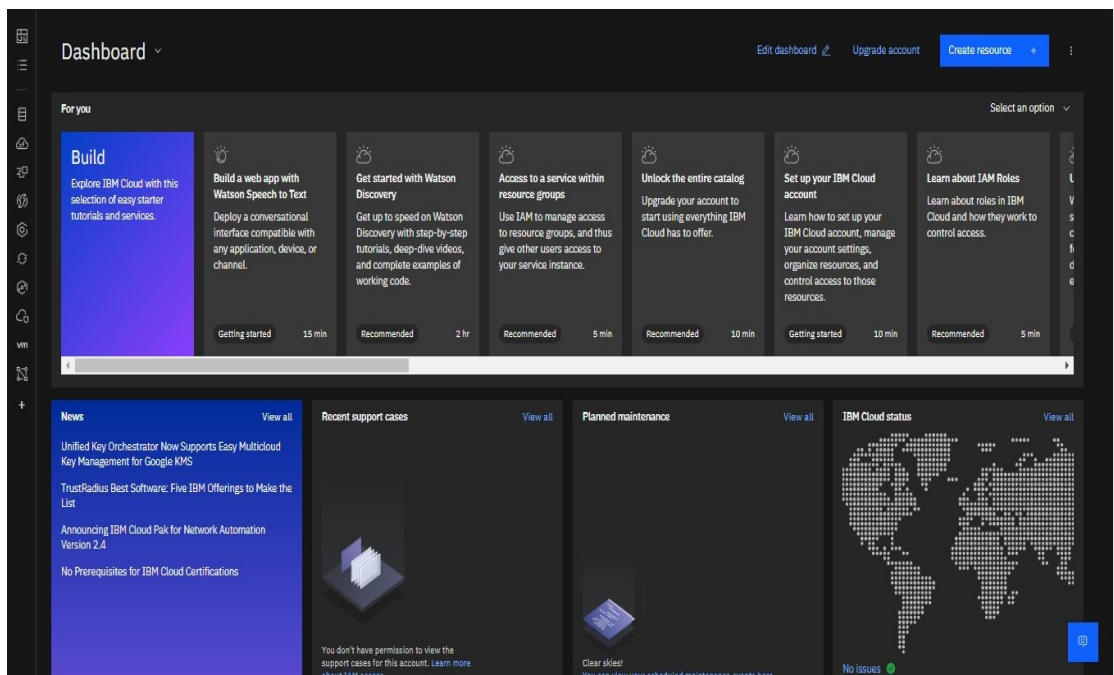 Dashboard
Edit dashboard
Upgrade account
Create resource +
For you
Select an option
Build
Explore IBM Cloud with this
selection of easy starter
tutorials and services.
Build a web app with
Watson Speech to Text
Deploy a conversational
interface compatible with
any application, device, or
channel.
Getting started 15 min
Get started with Watson
Discovery
Get up to speed on Watson
Discovery with step-by-step
tutorials, deep-dive videos,
and complete examples of
working code.
Recommended 2 hr
Access to a service within
resource groups
Use IAM to manage access
to resource groups, and thus
give other users access to
your service instance.
Recommended 5 min
Unlock the entire catalog
Upgrade your account to
start using everything IBM
Cloud has to offer.
Recommended 10 min
Set up your IBM Cloud
account
Learn how to set up your
IBM Cloud account, manage
your account settings,
organize resources, and
control access to those
resources.
Getting started 10 min
Learn about IAM Roles
Learn about roles in IBM
Cloud and how they work to
control access.
Recommended 5 min
vm
News View all
Unified Key Orchestrator Now Supports Easy Multicloud
Key Management for Google KMS
TrustRadius Best Software: Five IBM Offerings to Make the
List
Announcing IBM Cloud Pak for Network Automation
Version 2.4
No Prerequisites for IBM Cloud Certifications
Recent support cases View all
You don't have permission to view the
support cases for this account. Learn more
about IAM access
Planned maintenance View all
Clear skies!
You can view your scheduled maintenance events here
IBM Cloud status View all
No issues